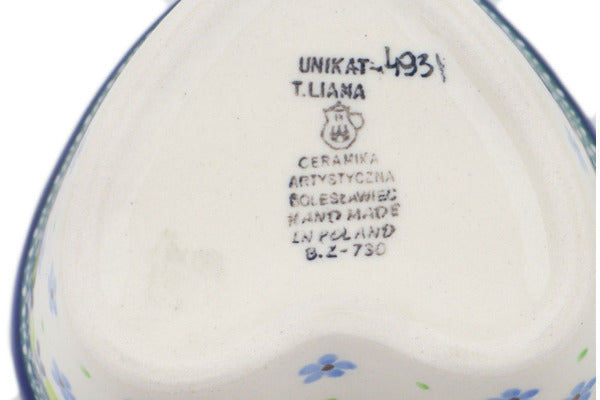 UNIKAT-4931
T.LIANA
CERAMIKA
ARTYSTYCZNA
BOLESŁAWIEC
HAND MADE
IN POLAND
B.Z-730